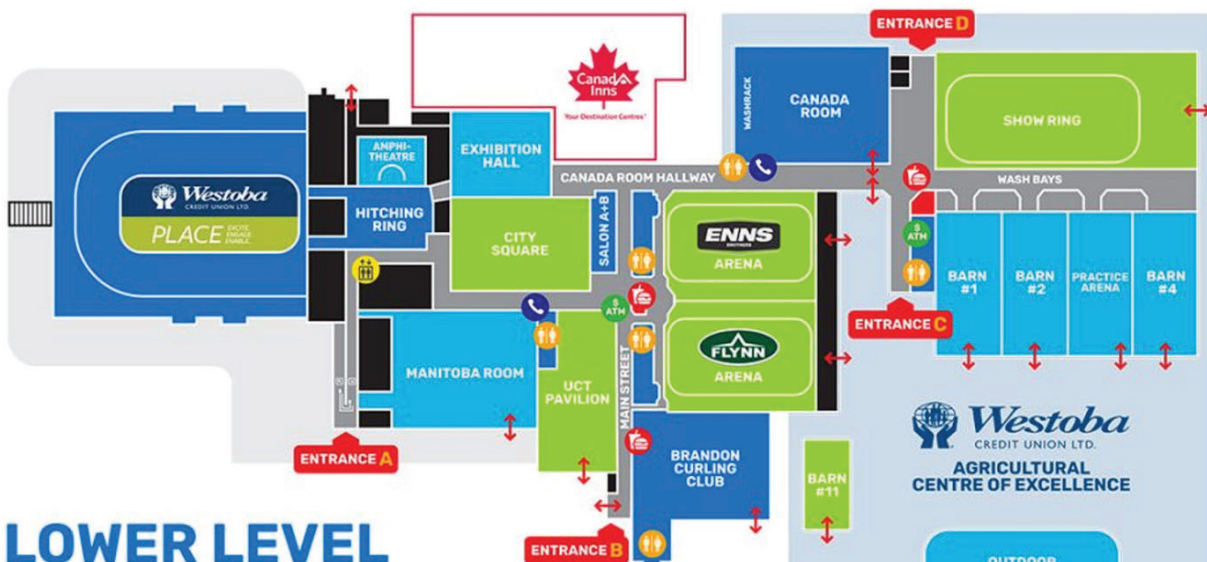 ENTRANCE D
CanadA
Inns
Your Destination Centres
WASHRACK
CANADA
ROOM
SHOW RING
AMPHI-
THEATRE
EXHIBITION
HALL
CANADA ROOM HALLWAY
WASH BAYS
Westoba
CREDIT UNION LTD.
PLACE
EXCITE.
ENGAGE.
ENABLE.
HITCHING
RING
CITY
SQUARE
SALON A+B
ENNS
BROTHERS
ARENA
$
ATM
BARN
#1
BARN
#2
PRACTICE
ARENA
BARN
#4
$
ATM
ENTRANCE C
FLYNN
ARENA
MANITOBA ROOM
UCT
PAVILION
MAIN STREET
Westoba
CREDIT UNION LTD.
AGRICULTURAL
CENTRE OF EXCELLENCE
ENTRANCE A
BRANDON
CURLING
CLUB
BARN
#11
LOWER LEVEL
ENTRANCE B
OUTDOOR